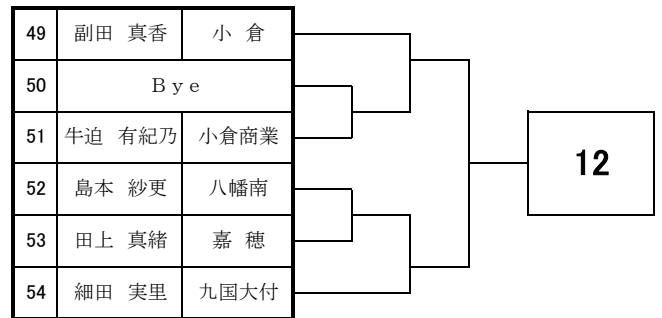 49 副田 真香 小 倉
50 Bye
51 牛迫 有紀乃 小倉商業
52 島本 紗更 八幡南
53 田上 真緒 嘉 穂
54 細田 実里 九国大付
12